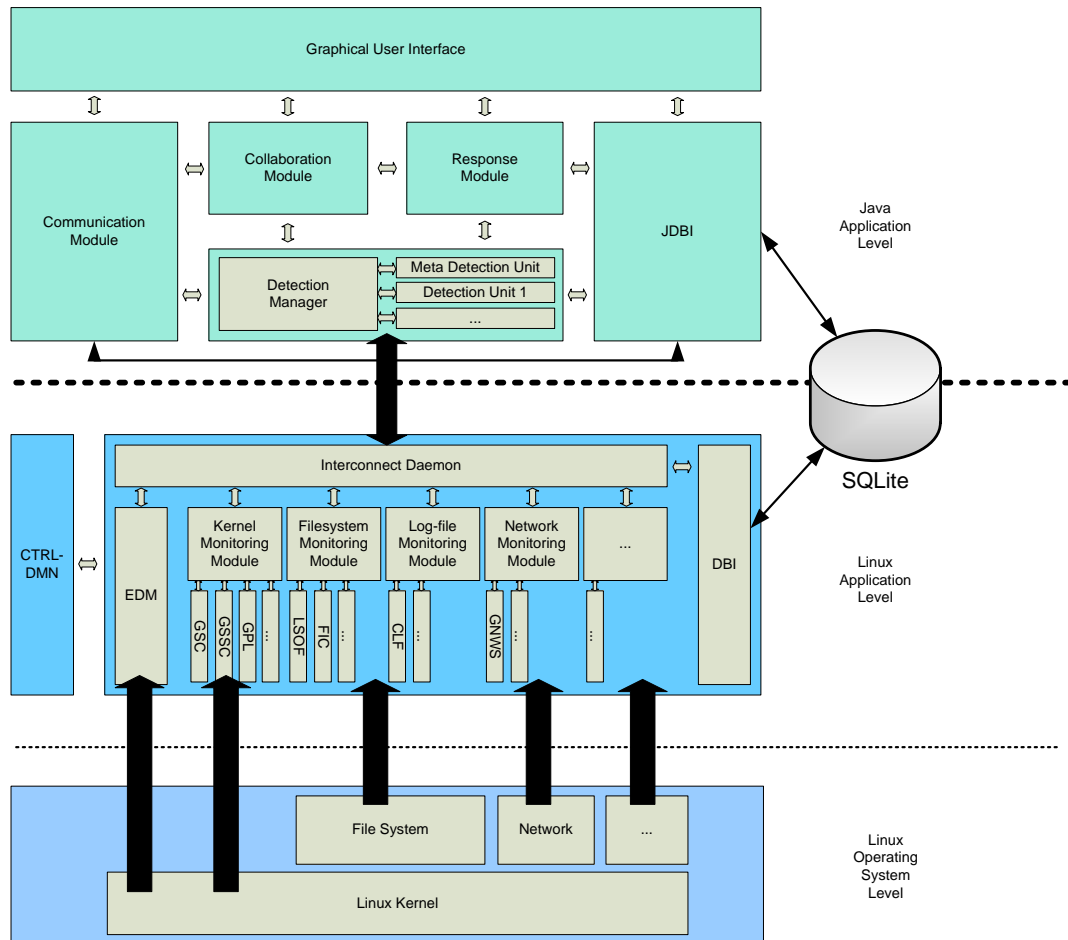 Graphical User Interface
Communication
Module
Collaboration
Module
Response
Module
JDBI
Java
Application
Level
Detection
Manager
Meta Detection Unit
Detection Unit 1
...
SQLite
CTRL-
DMN
Interconnect Daemon
EDM
Kernel
Monitoring
Module
Filesystem
Monitoring
Module
Log-file
Monitoring
Module
Network
Monitoring
Module
...
DBI
Linux
Application
Level
GSC
GSSC
GPL
...
LSOF
FIC
...
CLF
...
GNWS
...
...
File System
Network
...
Linux Kernel
Linux
Operating
System
Level